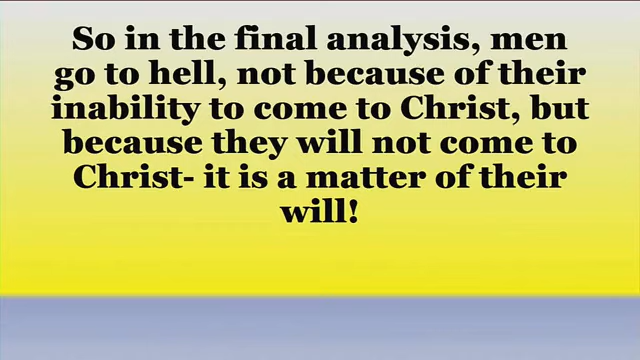 So in the final analysis, men
go to hell, not because of their
inability to come to Christ, but
because they will not come to
Christ- it is a matter of their
will!